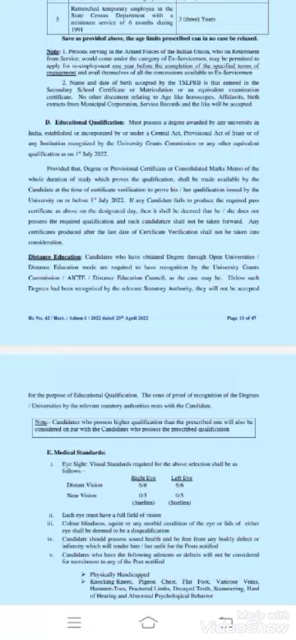 5 Retrenched temporary employee in the State Census Department with a minimum service of 6 months during 1991 3 (three) Years
Save as provided above, the age limits prescribed can in no case be relaxed.
Note: 1. Persons serving in the Armed Forces of the Indian Union, who on Retirement
from Service, would come under the category of Ex-Servicemen, may be permitted to
apply for reemployment one year before the completion of the specified terms of
engagement and avail themselves of all the concessions available to Ex-Servicemen
2. Name and date of birth accepted by the TSLPRB is that entered in the
Secondary School Certificate or Matriculation or an equivalent examination
certificate. No other document relating to Age like horoscopes, Affidavits, birth
extracts from Municipal Corporation, Service Records and the like will be accepted
D. Educational Qualification: Must possess a degree awarded by any university in
India, established or incorporated by or under a Central Act, Provisional Act of State or of
any Institution recognized by the University Grants Commission or any other equivalent
qualification as on 1st July 2022.
Provided that, Degree or Provisional Certificate or Consolidated Marks Memo of the
whole duration of study which proves the qualification, shall be made available by the
Candidate at the time of certificate verification to prove his / her qualification issued by the
University on or before 1st July 2022. If any Candidate fails to produce the required pass
certificate as above on the designated day, then it shall be deemed that he / she does not
possess the required qualification and such candidates shall not be taken forward. Any
certificates produced after the last date of Certificate Verification shall not be taken into
consideration.
Distance Education: Candidates who have obtained Degree through Open Universities /
Distance Education mode are required to have recognition by the University Grants
Commission / AICTE / Distance Education Council, as the case may be. Unless such
Degrees had been recognised by the relevant Statutory Authority, they will not be accepted
Rc No. 42 / Rect. / Admn-1 / 2022 dated 25th April 2022 Page 15 of 47
for the purpose of Educational Qualification. The onus of proof of recognition of the Degrees
/ Universities by the relevant statutory authorities rests with the Candidate.
Note:- Candidates who possess higher qualification than the prescribed one will also be
considered on par with the Candidates who possess the prescribed qualification
E. Medical Standards:
i. Eye Sight: Visual Standards required for the above selection shall be as
follows -
Right Eye Left Eye
Distant Vision 6/6 6/6
Near Vision 0/5 0/5
(Snellen) (Snellen)
ii. Each eye must have a full field of vision
iii. Colour blindness, squint or any morbid condition of the eye or lids of either
eye shall be deemed to be a disqualification
iv. Candidate should possess sound health and be free from any bodily defect or
infirmity which will render him / her unfit for the Posts notified
v. Candidates who have the following ailments or defects will not be considered
for recruitment to any of the Post notified
➤ Physically Handicapped
➤ Knocking-Knees, Pigeon Chest, Flat Foot, Varicose Veins,
Hammer-Toes, Fractured Limbs, Decayed Teeth, Stammering, Hard
of Hearing and Abnormal Psychological Behavior
Made with
VideoShow